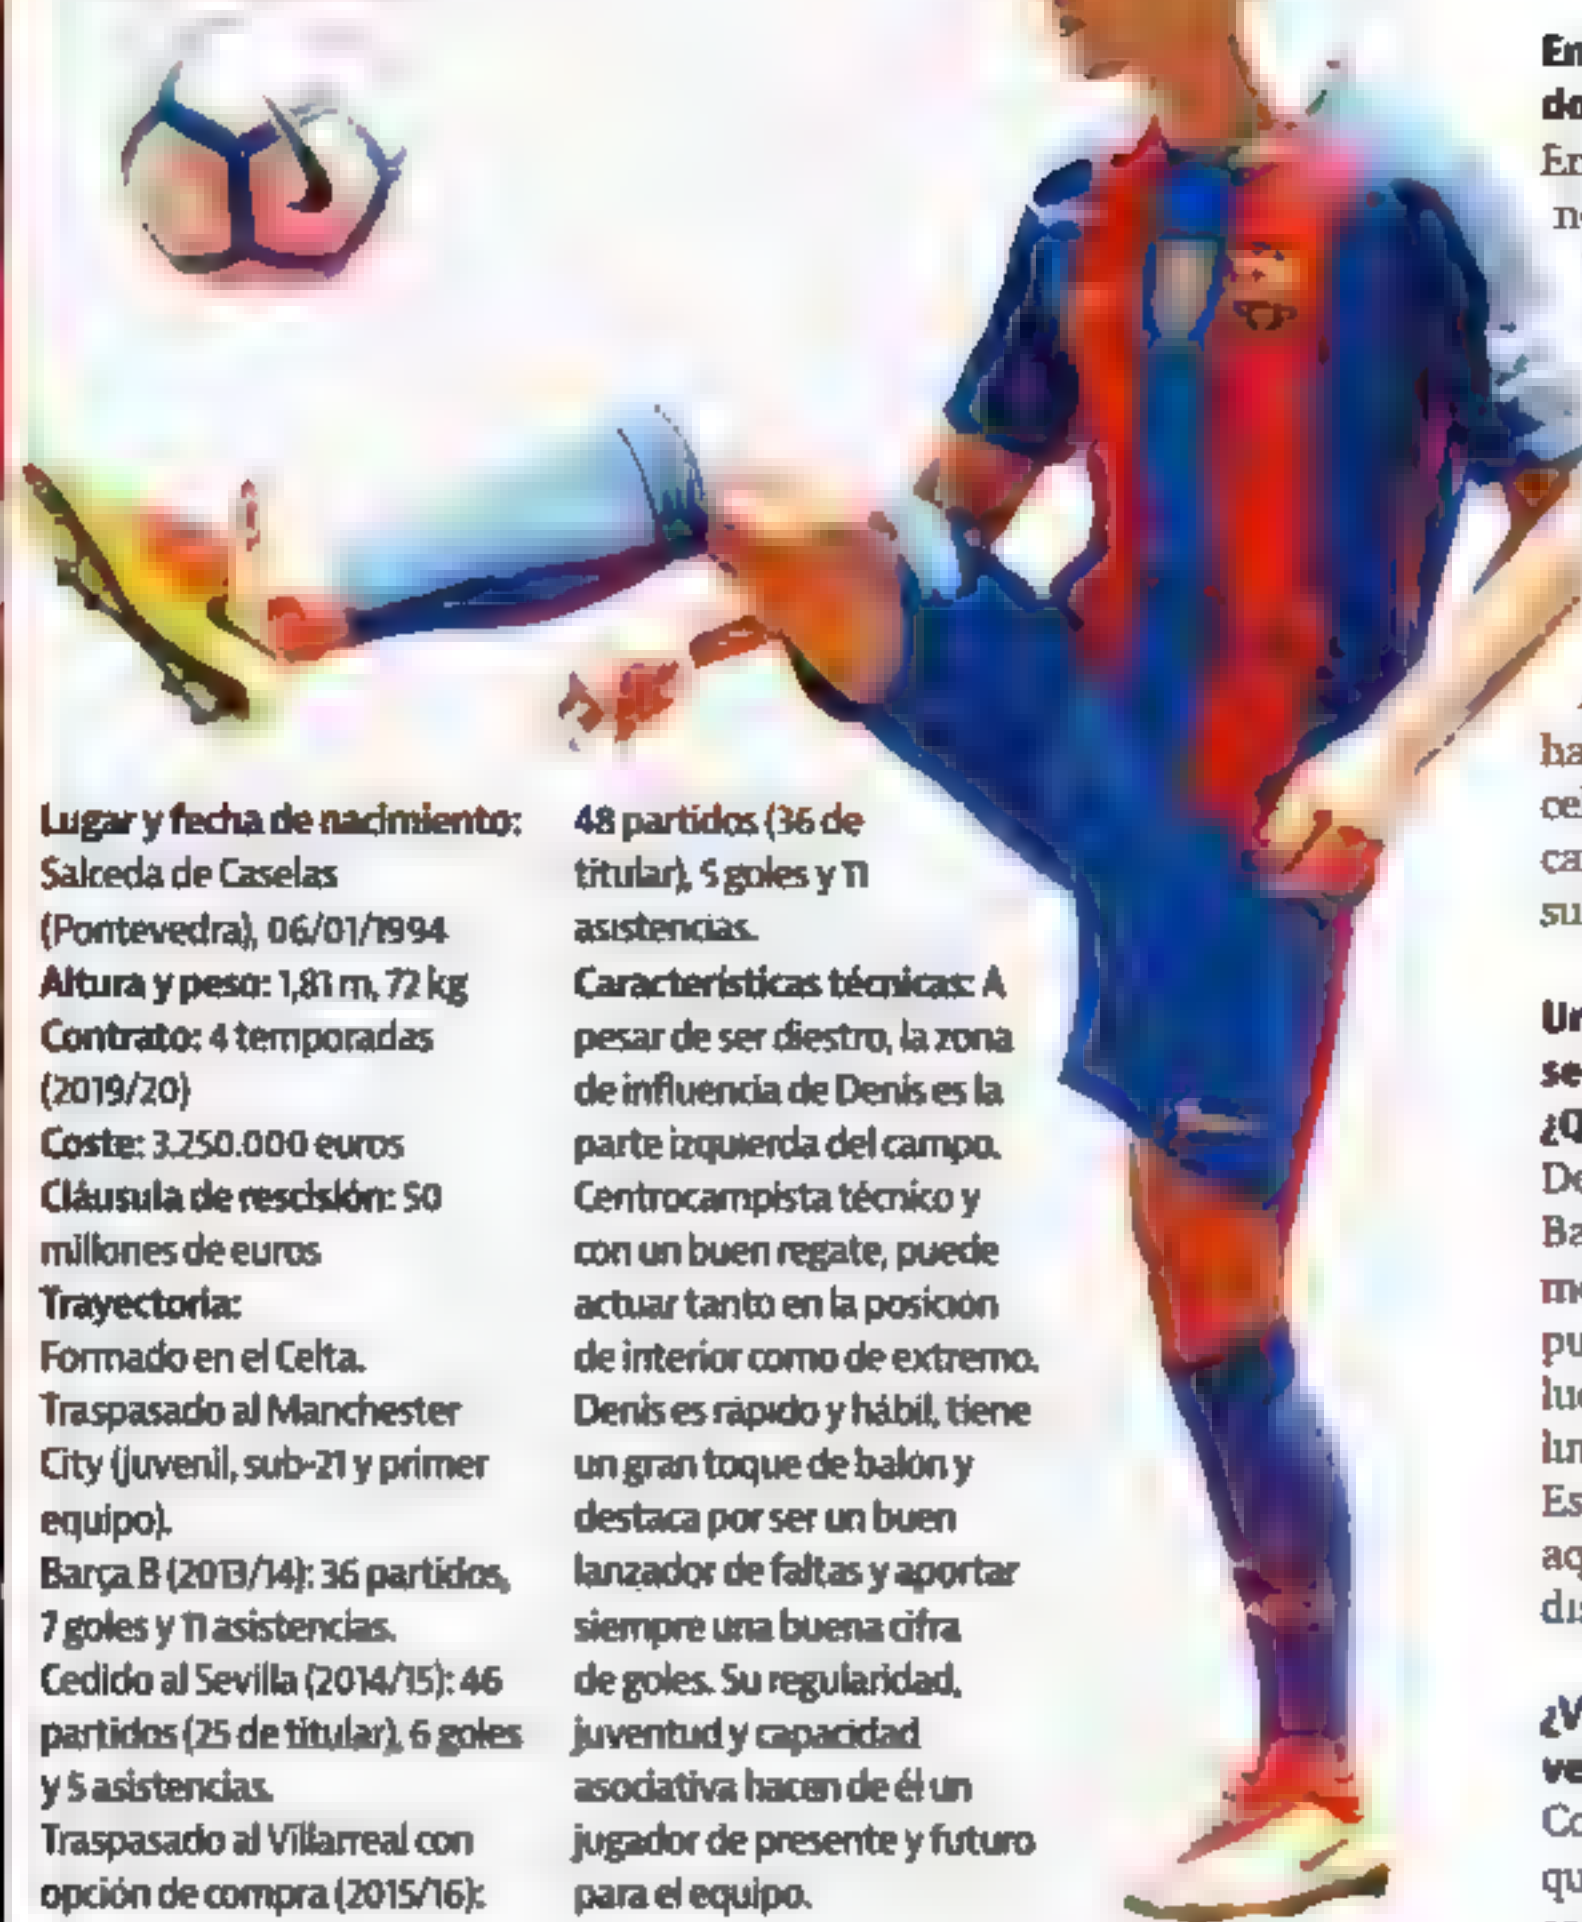 Lugar y fecha de nacimiento:
Salceda de Caselas
(Pontevedra), 06/01/1994
Altura y peso: 1,81 m, 72 kg
Contrato: 4 temporadas
(2019/20)
Coste: 3.250.000 euros
Cláusula de rescisión: 50
millones de euros
Trayectoria:
Formado en el Celta.
Traspasado al Manchester
City (juvenil, sub-21 y primer
equipo).
Barça B (2013/14): 36 partidos,
7 goles y 11 asistencias.
Cedido al Sevilla (2014/15): 46
partidos (25 de titular), 6 goles
y 5 asistencias.
Traspasado al Villarreal con
opción de compra (2015/16):
48 partidos (36 de
titular), 5 goles y 11
asistencias.
Características técnicas: A
pesar de ser diestro, la zona
de influencia de Denis es la
parte izquierda del campo.
Centrocampista técnico y
con un buen regate, puede
actuar tanto en la posición
de interior como de extremo.
Denis es rápido y hábil, tiene
un gran toque de balón y
destaca por ser un buen
lanzador de faltas y aportar
siempre una buena cifra
de goles. Su regularidad,
juventud y capacidad
asociativa hacen de él un
jugador de presente y futuro
para el equipo.